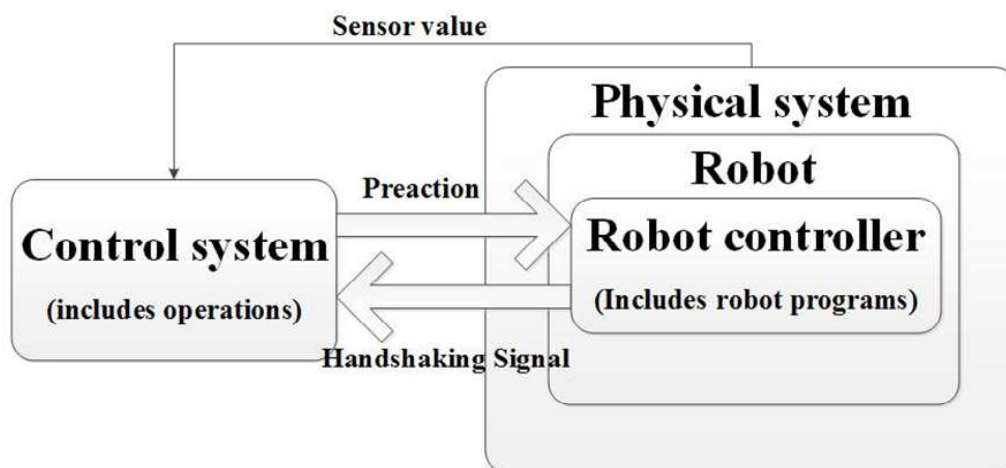 Sensor value
Physical system
Robot
Preaction
Robot controller
Control system
(includes operations)
(Includes robot programs)
Handshaking Signal